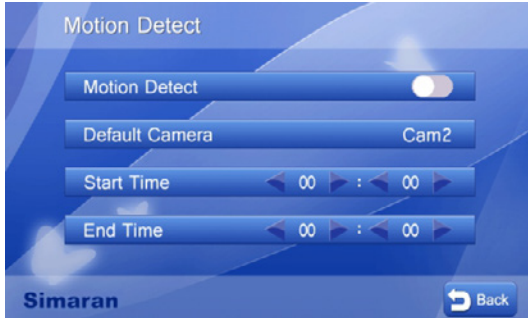 Motion Detect
Motion Detect
Default Camera Cam2
Start Time 00 : 00
End Time 00 : 00
Simaran Back